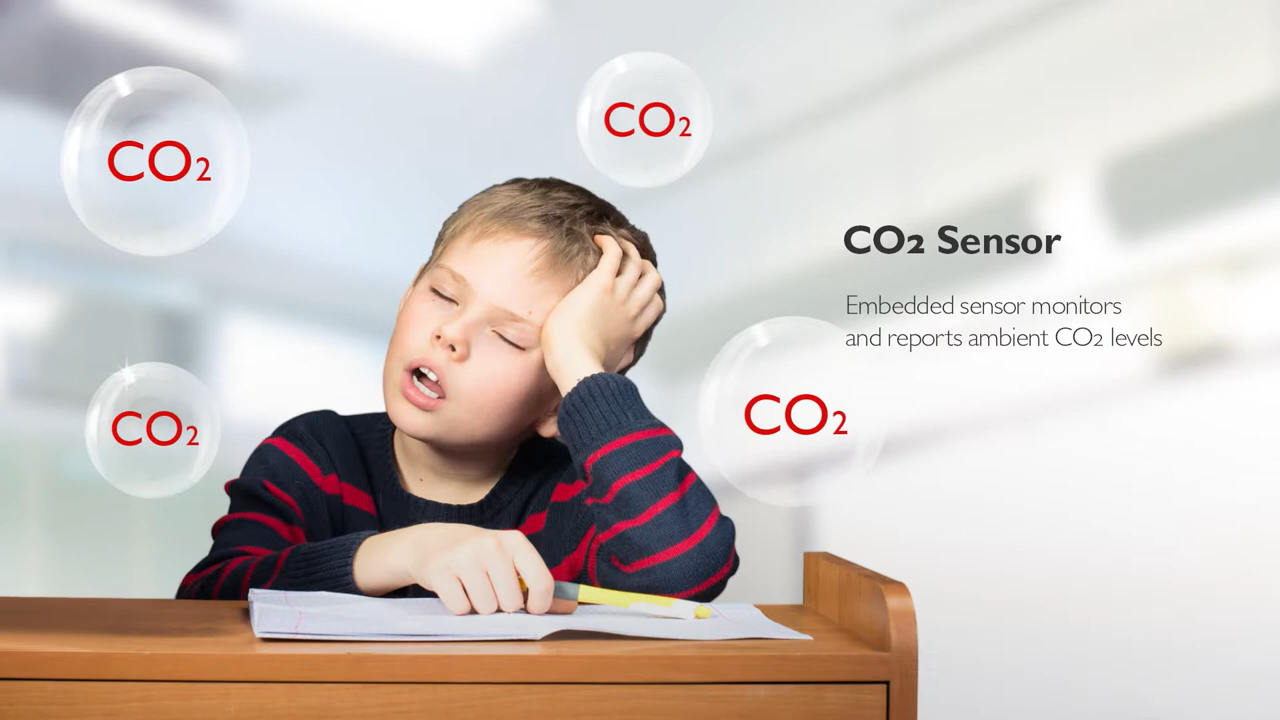 CO₂
CO₂
CO2 Sensor
Embedded sensor monitors
and reports ambient CO2 levels
CO₂
CO₂